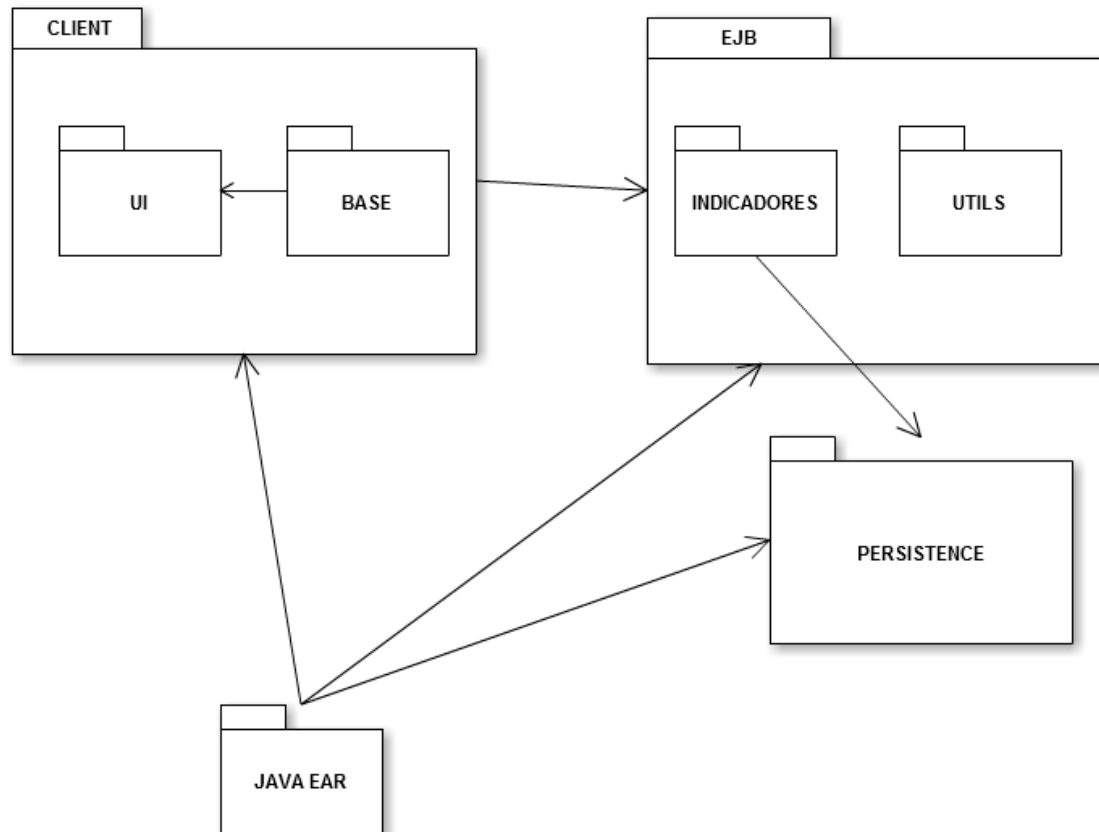 CLIENT
EJB
UI
BASE
INDICADORES
UTILS
PERSISTENCE
JAVA EAR